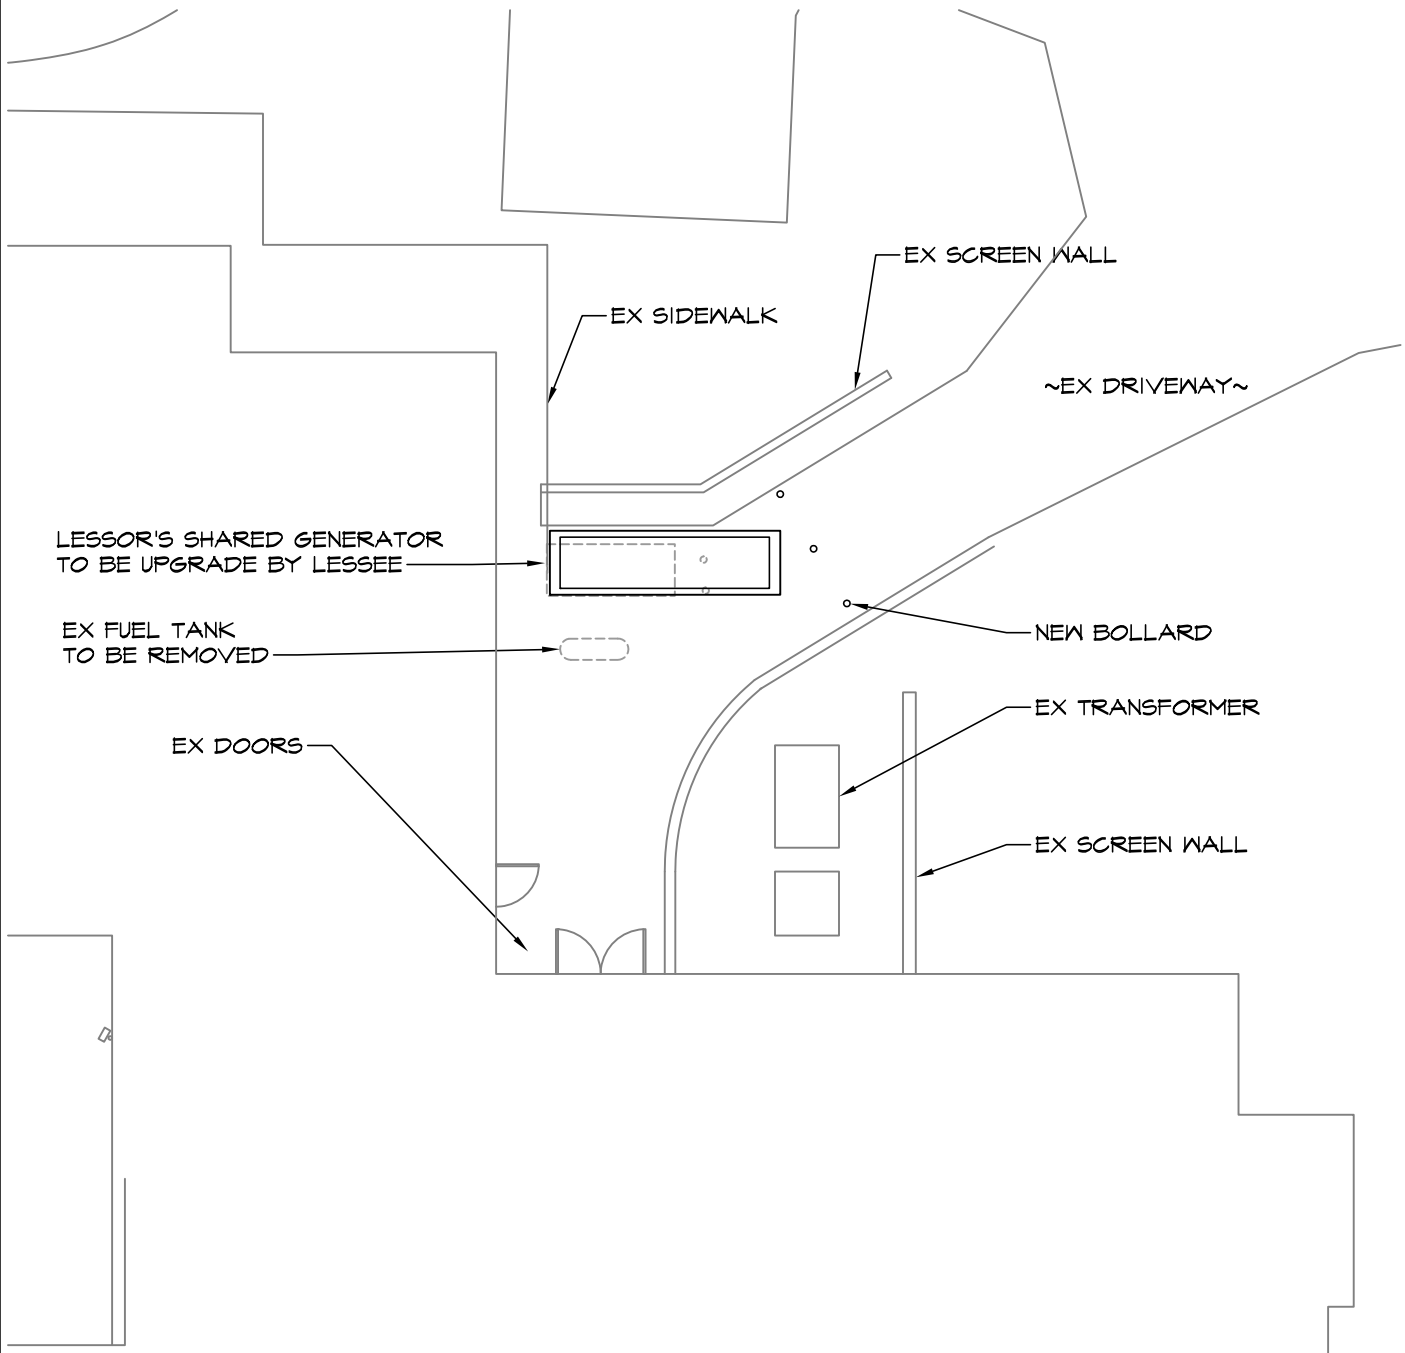 EX SCREEN WALL
EX SIDEWALK
~EX DRIVEWAY~
LESSOR'S SHARED GENERATOR
TO BE UPGRADE BY LESSEE
EX FUEL TANK
TO BE REMOVED
NEW BOLLARD
EX TRANSFORMER
EX DOORS
EX SCREEN WALL